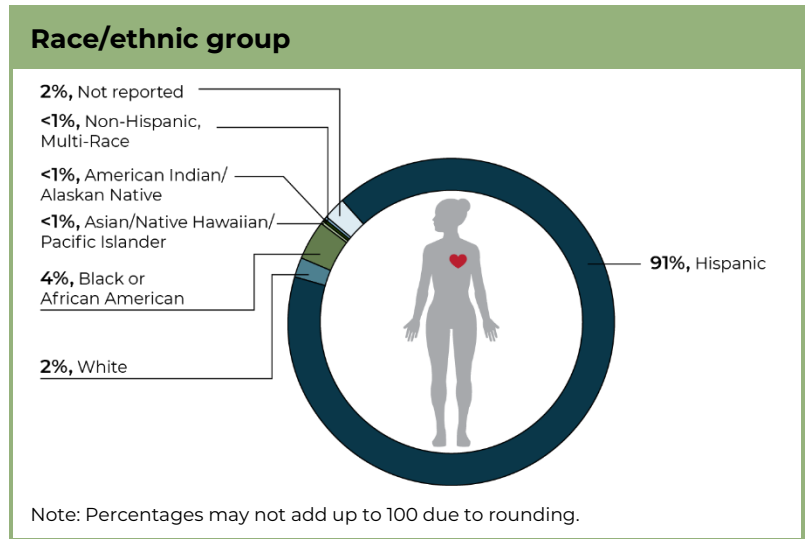 Race/ethnic group
2%, Not reported
<1%, Non-Hispanic,
Multi-Race
<1%, American Indian/
Alaskan Native
<1%, Asian/Native Hawaiian/
Pacific Islander
4%, Black or
African American
2%, White
91%, Hispanic
Note: Percentages may not add up to 100 due to rounding.